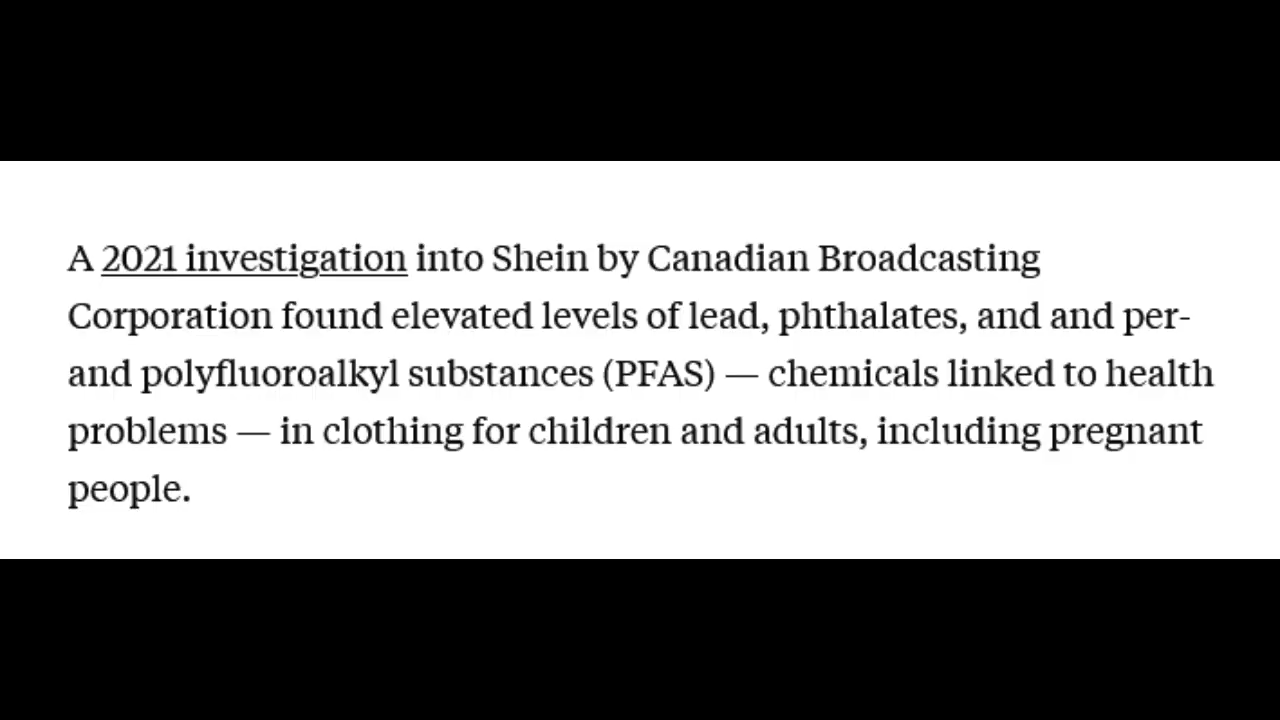 A 2021 investigation into Shein by Canadian Broadcasting
Corporation found elevated levels of lead, phthalates, and and per-
and polyfluoroalkyl substances (PFAS) — chemicals linked to health
problems — in clothing for children and adults, including pregnant
people.